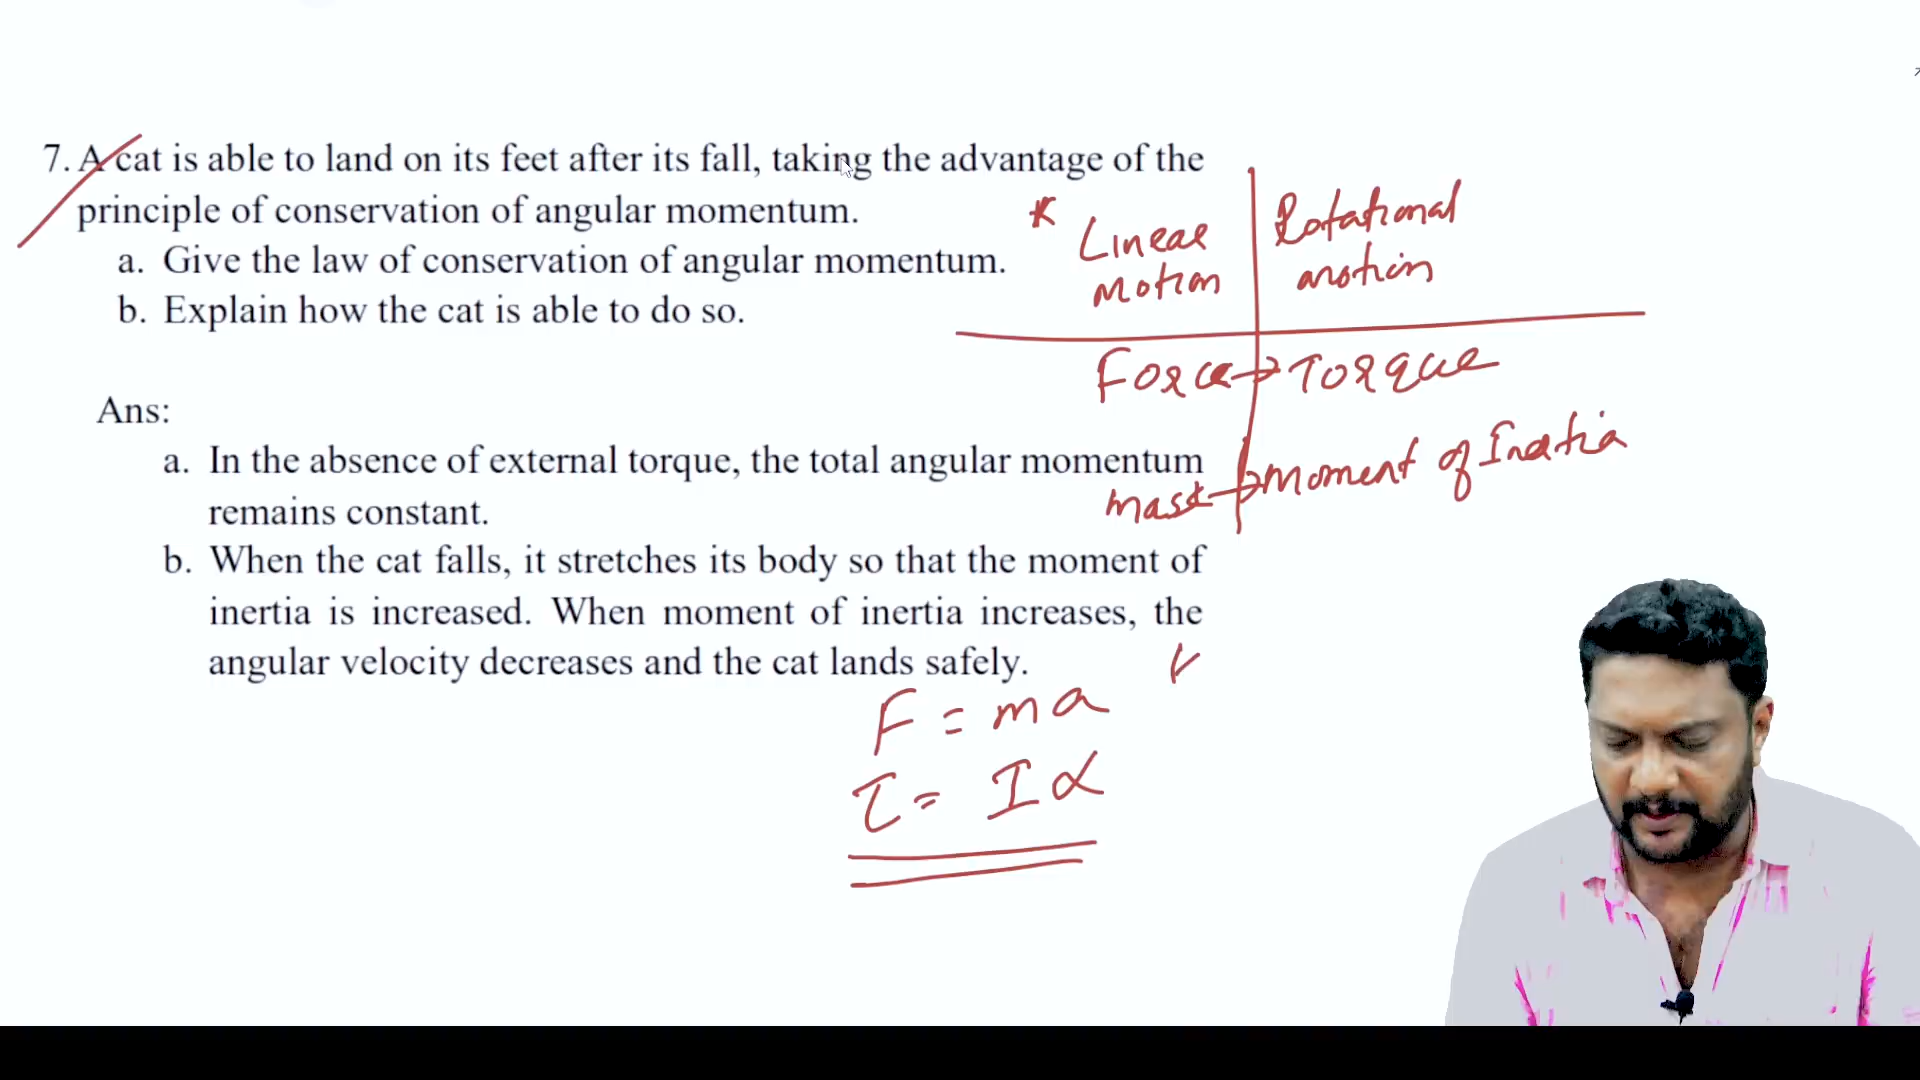 7. A cat is able to land on its feet after its fall, taking the advantage of the
principle of conservation of angular momentum.
a. Give the law of conservation of angular momentum.
b. Explain how the cat is able to do so.
Ans:
a. In the absence of external torque, the total angular momentum
remains constant.
b. When the cat falls, it stretches its body so that the moment of
inertia is increased. When moment of inertia increases, the
angular velocity decreases and the cat lands safely.
* Linear
Motion
Rotational
motion
Force → Torque
mass → moment of Inertia
F = ma
τ = Iα